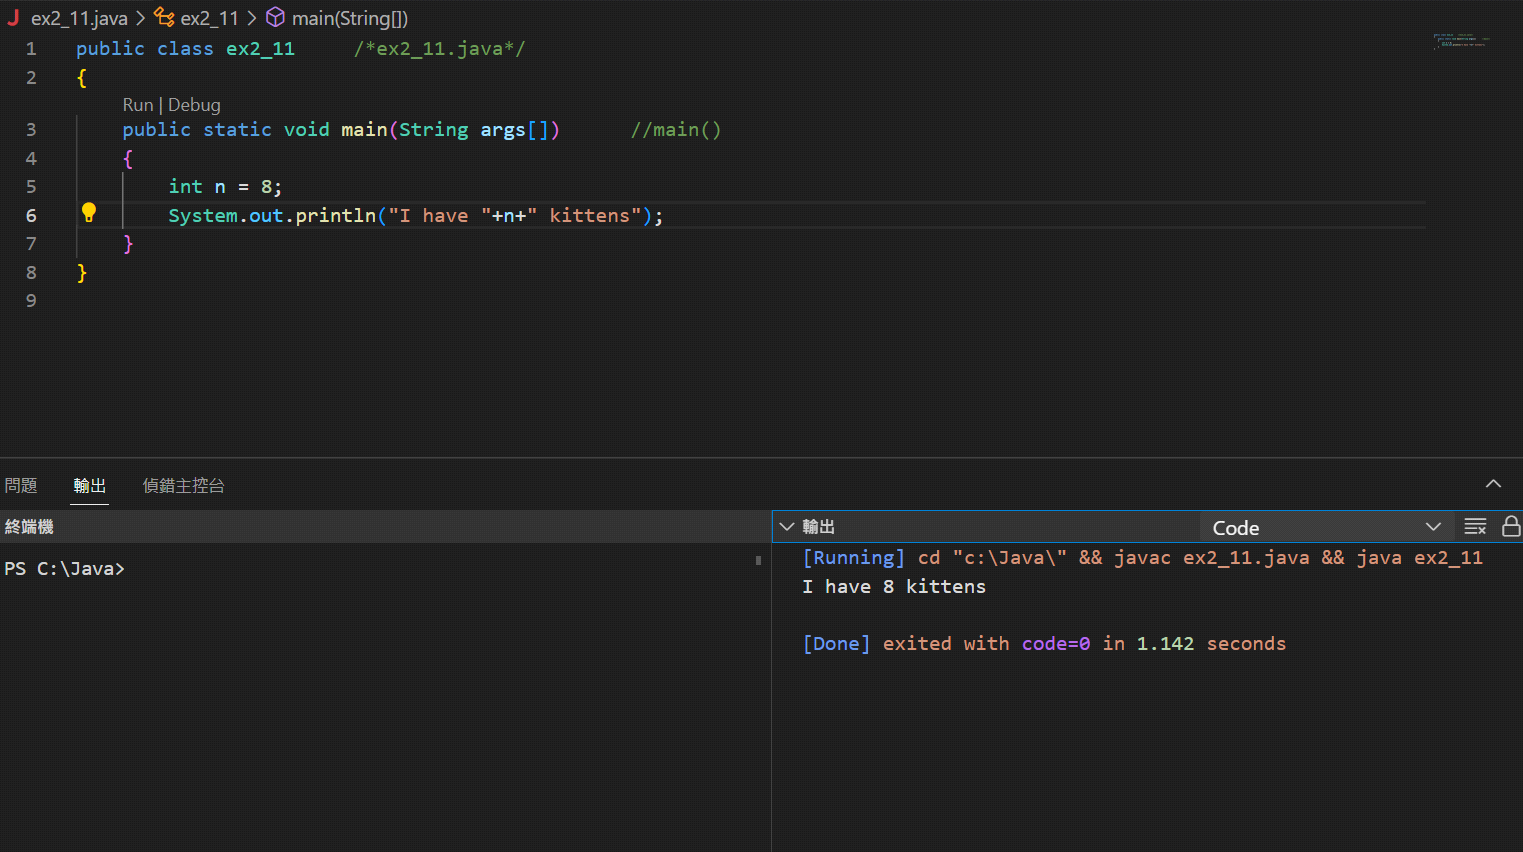 ex2_11.java > ex2_11 > main(String[])
1 public class ex2_11 /*ex2_11.java*/
2 {
Run | Debug
3 public static void main(String args[]) //main()
4 {
5 int n = 8;
6 System.out.println("I have "+n+" kittens");
7 }
8 }
9
問題 輸出 偵錯主控台
終端機
PS C:\Java>
輸出 Code
[Running] cd "c:\Java\" && javac ex2_11.java && java ex2_11
I have 8 kittens
[Done] exited with code=0 in 1.142 seconds